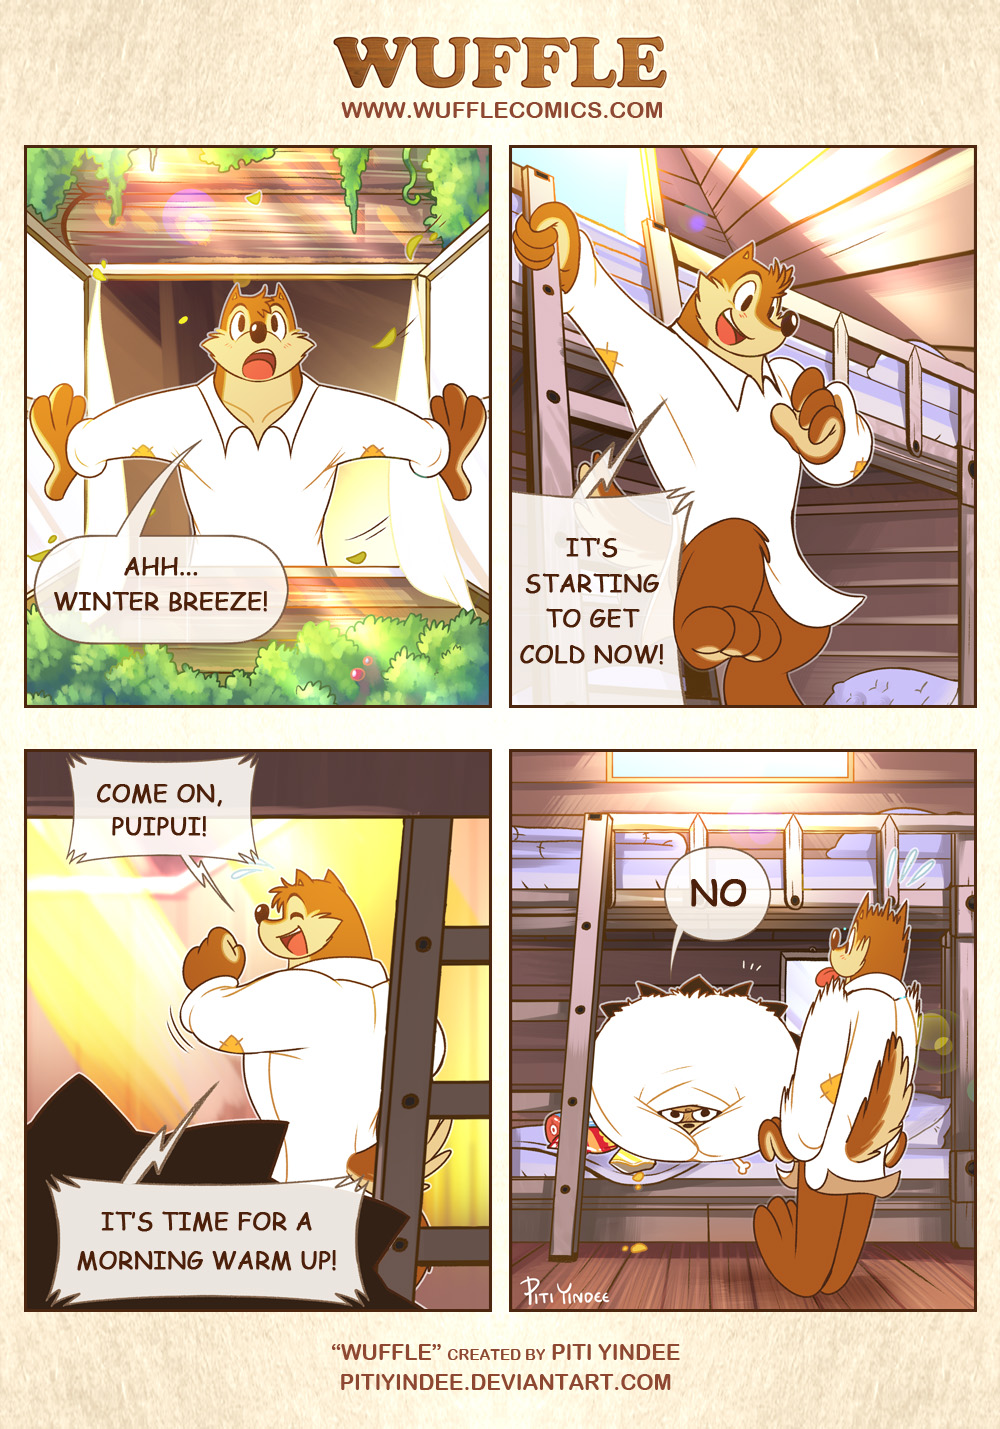 WUFFLE
WWW.WUFFLECOMICS.COM
AHH...
WINTER BREEZE!
IT'S
STARTING
TO GET
COLD NOW!
COME ON,
PUIPUI!
IT'S TIME FOR A
MORNING WARM UP!
NO
PITI YINDEE
“WUFFLE” CREATED BY PITI YINDEE
PITIYINDEE.DEVIANTART.COM